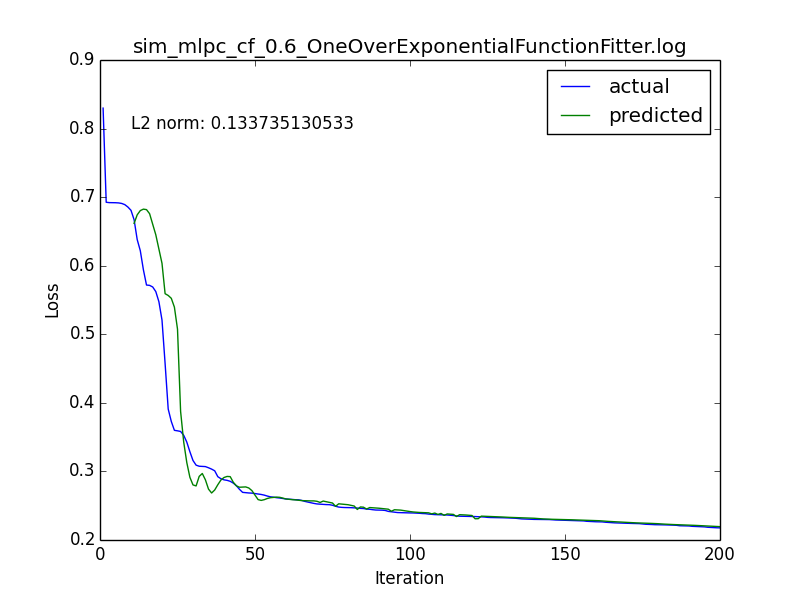 sim_mlpc_cf_0.6_OneOverExponentialFunctionFitter.log
0.9
0.8
0.7
0.6
0.5
0.4
0.3
0.2
Loss
L2 norm: 0.133735130533
actual
predicted
0
50
100
150
200
Iteration